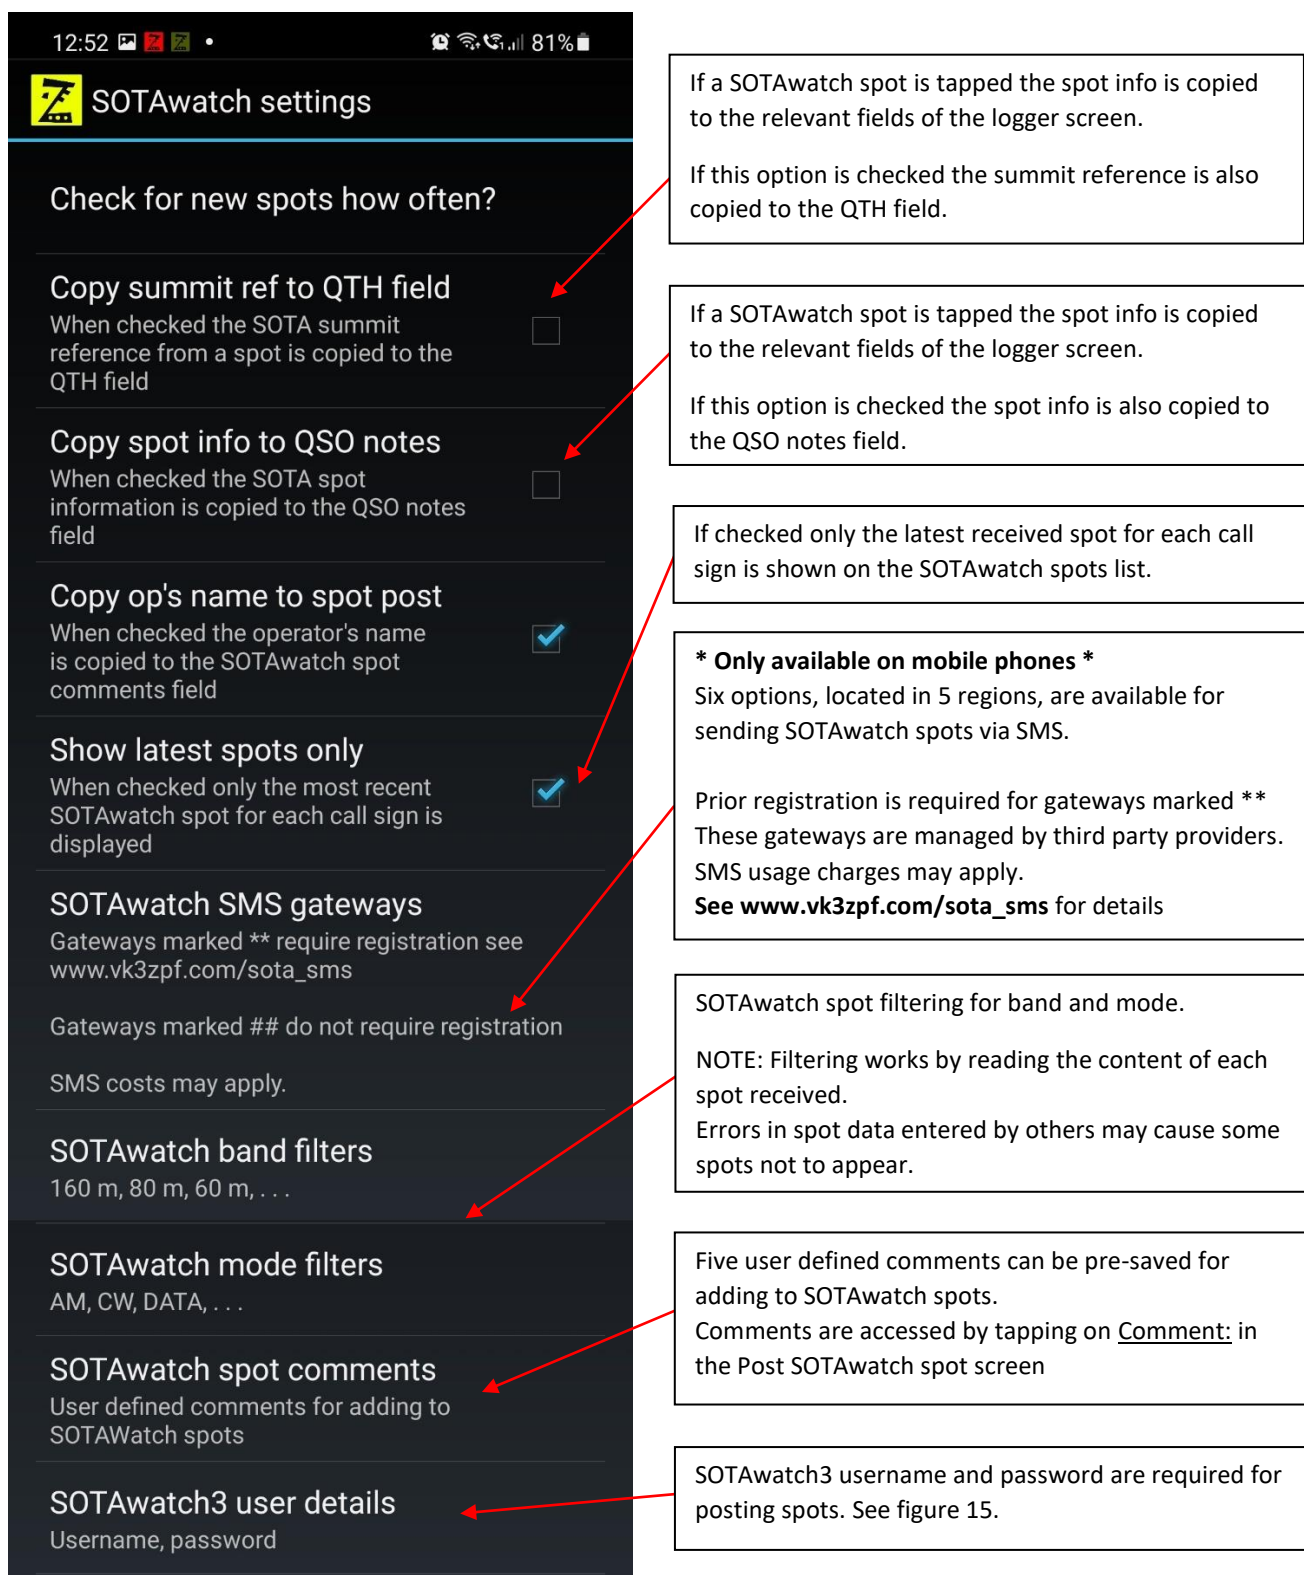 12:52
81%
SOTAwatch settings
Check for new spots how often?
Copy summit ref to QTH field
When checked the SOTA summit
reference from a spot is copied to the
QTH field
Copy spot info to QSO notes
When checked the SOTA spot
information is copied to the QSO notes
field
Copy op's name to spot post
When checked the operator's name
is copied to the SOTAwatch spot
comments field
Show latest spots only
When checked only the most recent
SOTAwatch spot for each call sign is
displayed
SOTAwatch SMS gateways
Gateways marked ** require registration see
www.vk3zpf.com/sota_sms
Gateways marked ## do not require registration
SMS costs may apply.
SOTAwatch band filters
160 m, 80 m, 60 m, . . .
SOTAwatch mode filters
AM, CW, DATA, . . .
SOTAwatch spot comments
User defined comments for adding to
SOTAWatch spots
SOTAwatch3 user details
Username, password
If a SOTAwatch spot is tapped the spot info is copied
to the relevant fields of the logger screen.
If this option is checked the summit reference is also
copied to the QTH field.
If a SOTAwatch spot is tapped the spot info is copied
to the relevant fields of the logger screen.
If this option is checked the spot info is also copied to
the QSO notes field.
If checked only the latest received spot for each call
sign is shown on the SOTAwatch spots list.
* Only available on mobile phones *
Six options, located in 5 regions, are available for
sending SOTAwatch spots via SMS.
Prior registration is required for gateways marked **
These gateways are managed by third party providers.
SMS usage charges may apply.
See www.vk3zpf.com/sota_sms for details
SOTAwatch spot filtering for band and mode.
NOTE: Filtering works by reading the content of each
spot received.
Errors in spot data entered by others may cause some
spots not to appear.
Five user defined comments can be pre-saved for
adding to SOTAwatch spots.
Comments are accessed by tapping on Comment: in
the Post SOTAwatch spot screen
SOTAwatch3 username and password are required for
posting spots. See figure 15.